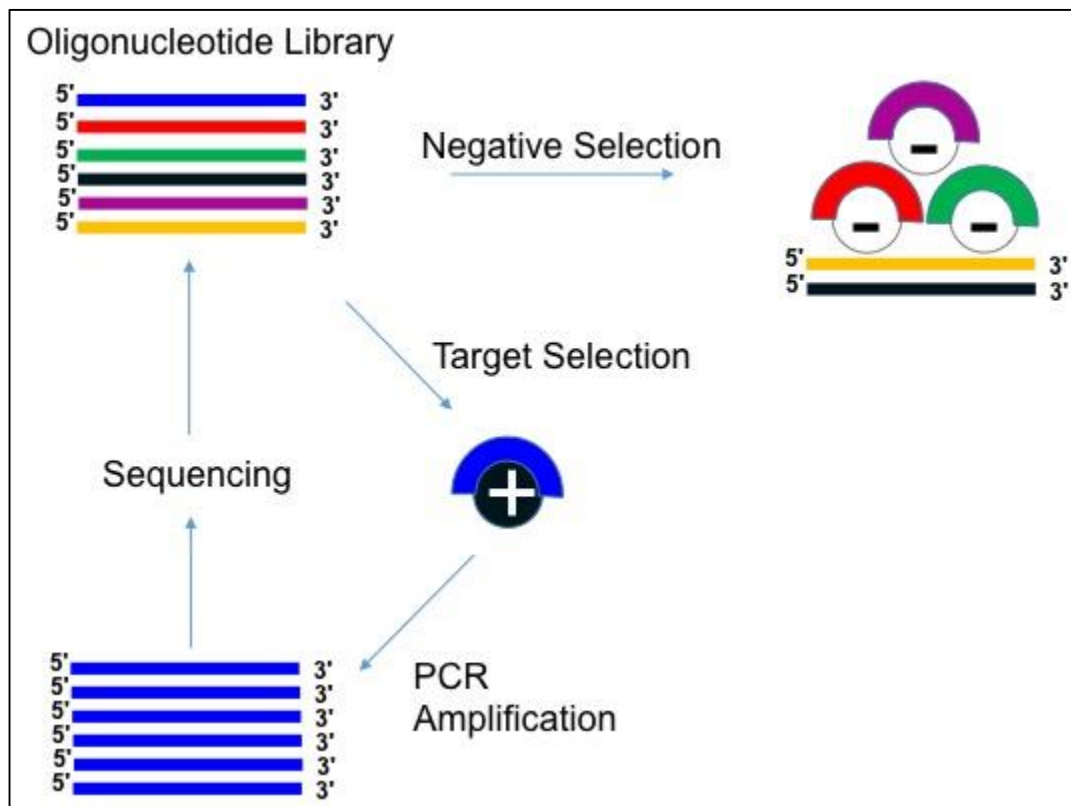 Oligonucleotide Library
5' 3'
5' 3'
5' 3'
5' 3'
5' 3'
5' 3'
Negative Selection
-
- -
5' 3'
5' 3'
Target Selection
+
Sequencing
PCR
Amplification
5' 3'
5' 3'
5' 3'
5' 3'
5' 3'
5' 3'